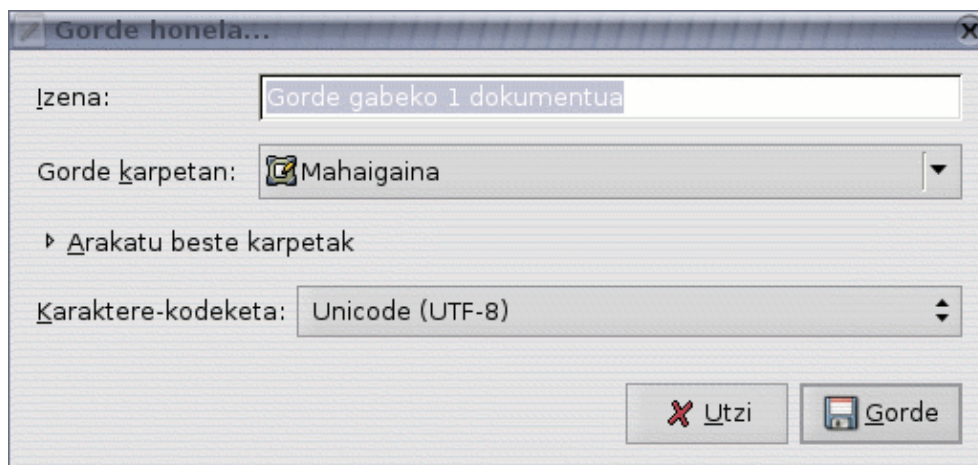 Gorde honela...
Izena: Gorde gabeko 1 dokumentua
Gorde karpetan: Mahaigaina
Arakatu beste karpetak
Karaktere-kodeketa: Unicode (UTF-8)
Utzi Gorde